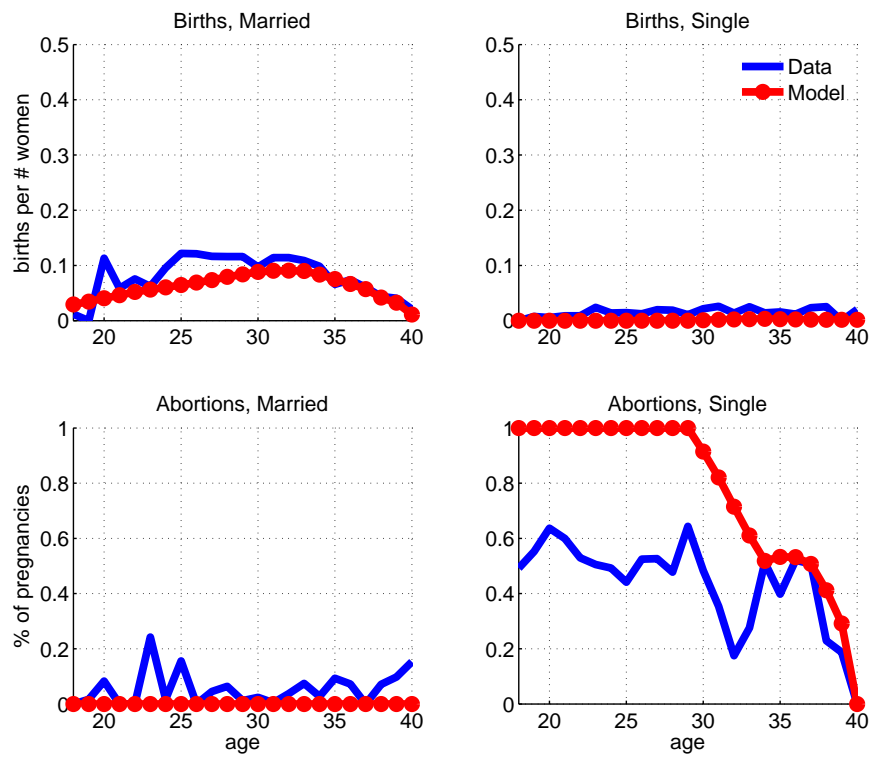 Births, Married
0.5
0.4
0.3
0.2
0.1
0
births per # women
20 25 30 35 40
Births, Single
0.5
0.4
0.3
0.2
0.1
0
Data
Model
20 25 30 35 40
Abortions, Married
1
0.8
0.6
0.4
0.2
0
% of pregnancies
20 25 30 35 40
age
Abortions, Single
1
0.8
0.6
0.4
0.2
0
20 25 30 35 40
age